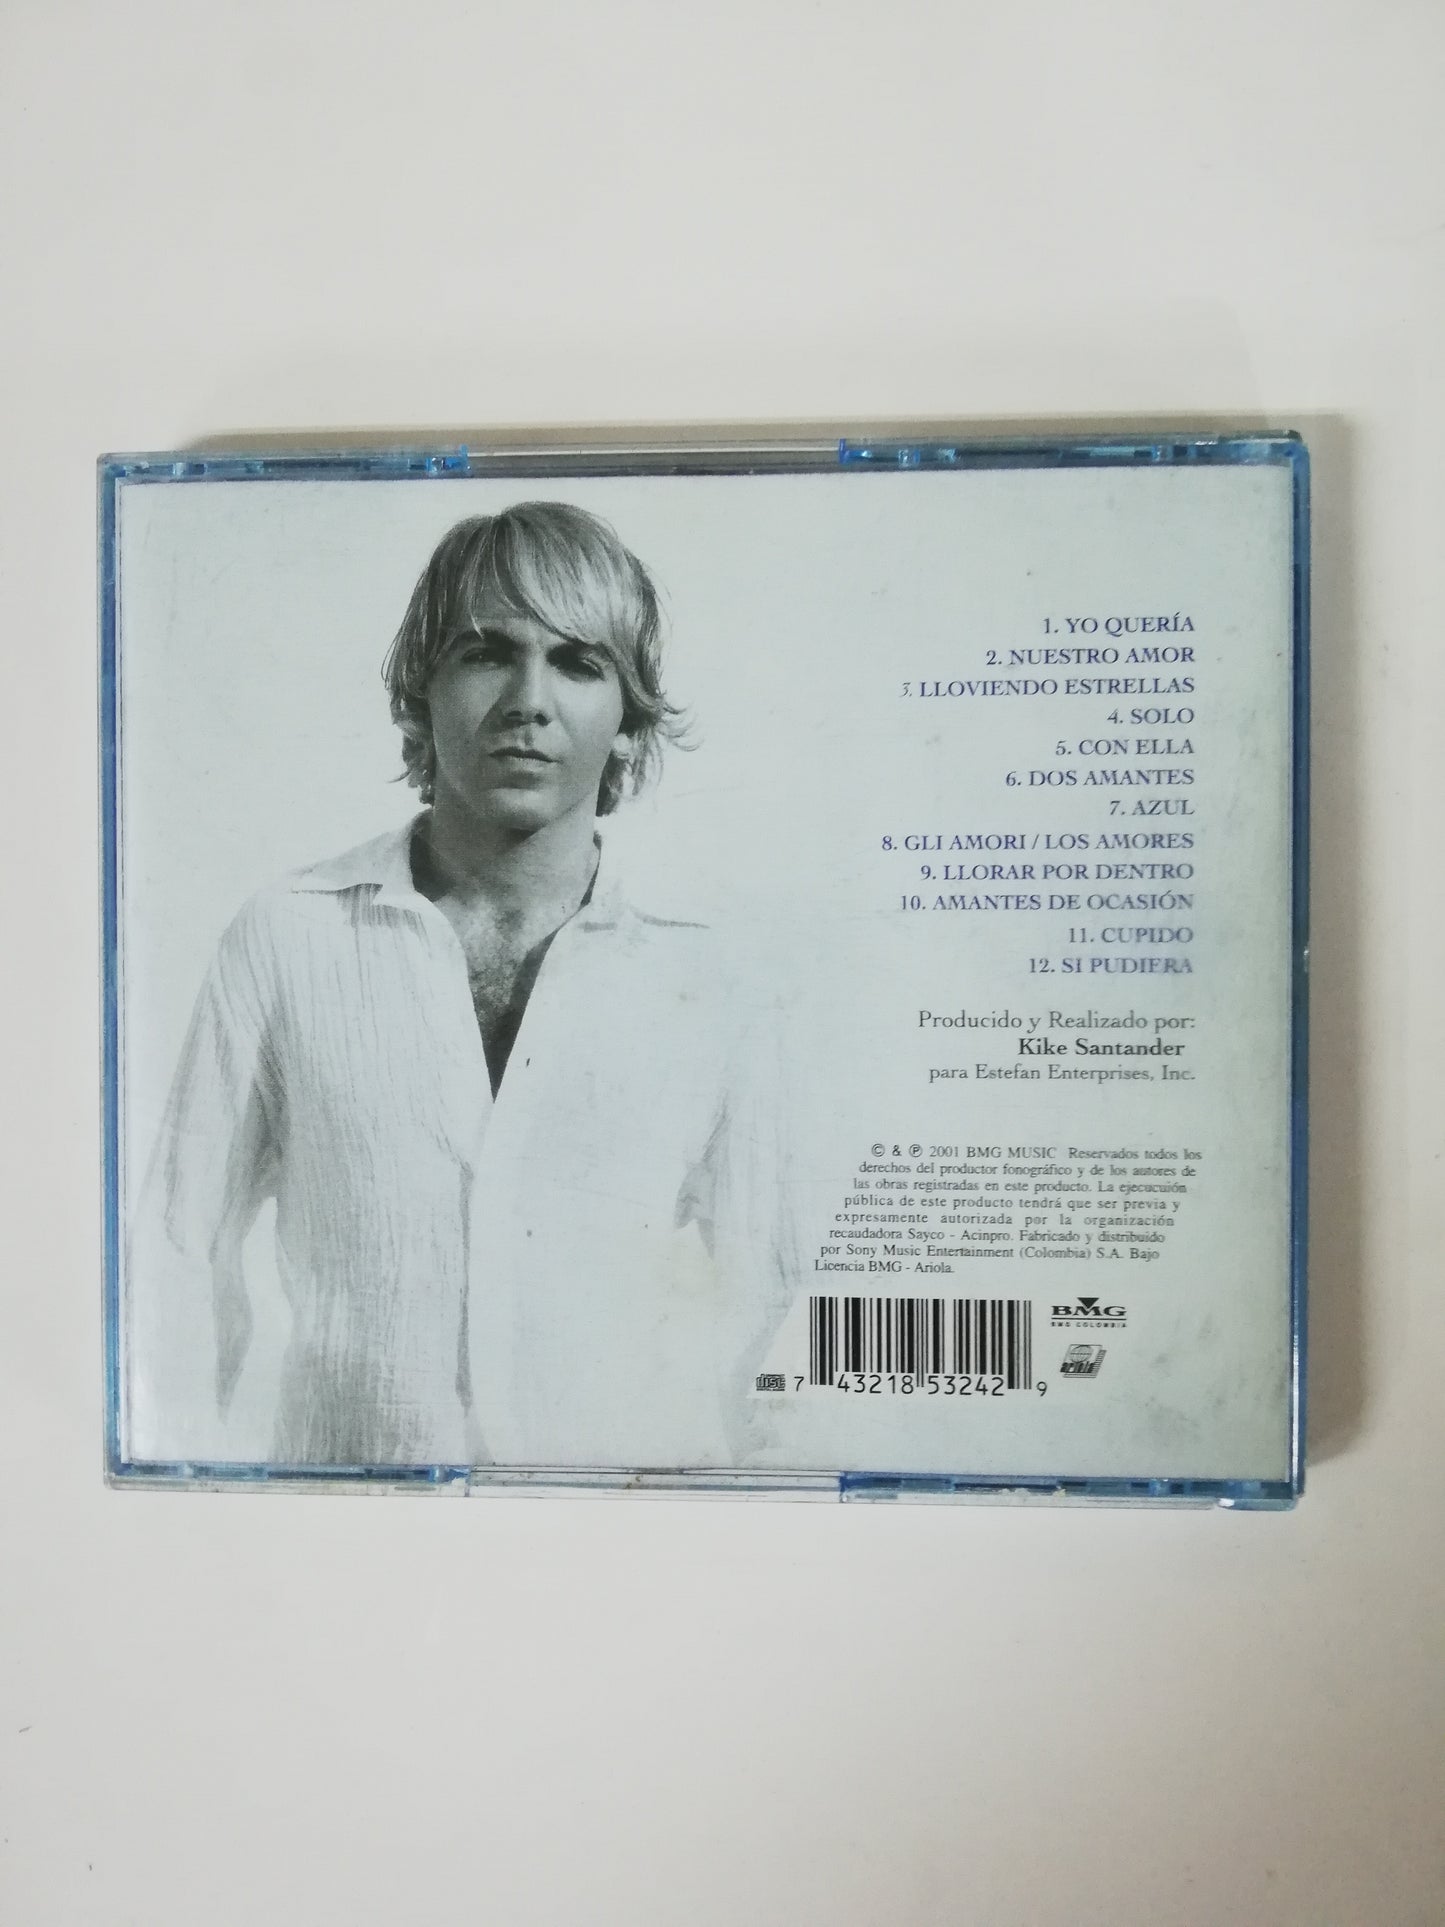 1. YO QUERÍA
2. NUESTRO AMOR
3. LLOVIENDO ESTRELLAS
4. SOLO
5. CON ELLA
6. DOS AMANTES
7. AZUL
8. GLI AMORI / LOS AMORES
9. LLORAR POR DENTRO
10. AMANTES DE OCASIÓN
11. CUPIDO
12. SI PUDIERA
Producido y Realizado por:
Kike Santander
para Estefan Enterprises, Inc.
© & ℗ 2001 BMG MUSIC Reservados todos los
derechos del productor fonográfico y de los autores de
las obras registradas en este producto. La ejecucuión
pública de este producto tendrá que ser previa y
expresamente autorizada por la organización
recaudadora Sayco - Acinpro. Fabricado y distribuido
por Sony Music Entertainment (Colombia) S.A. Bajo
Licencia BMG - Ariola.
BMG
BMG COLOMBIA
disc
7 43218 53242 9